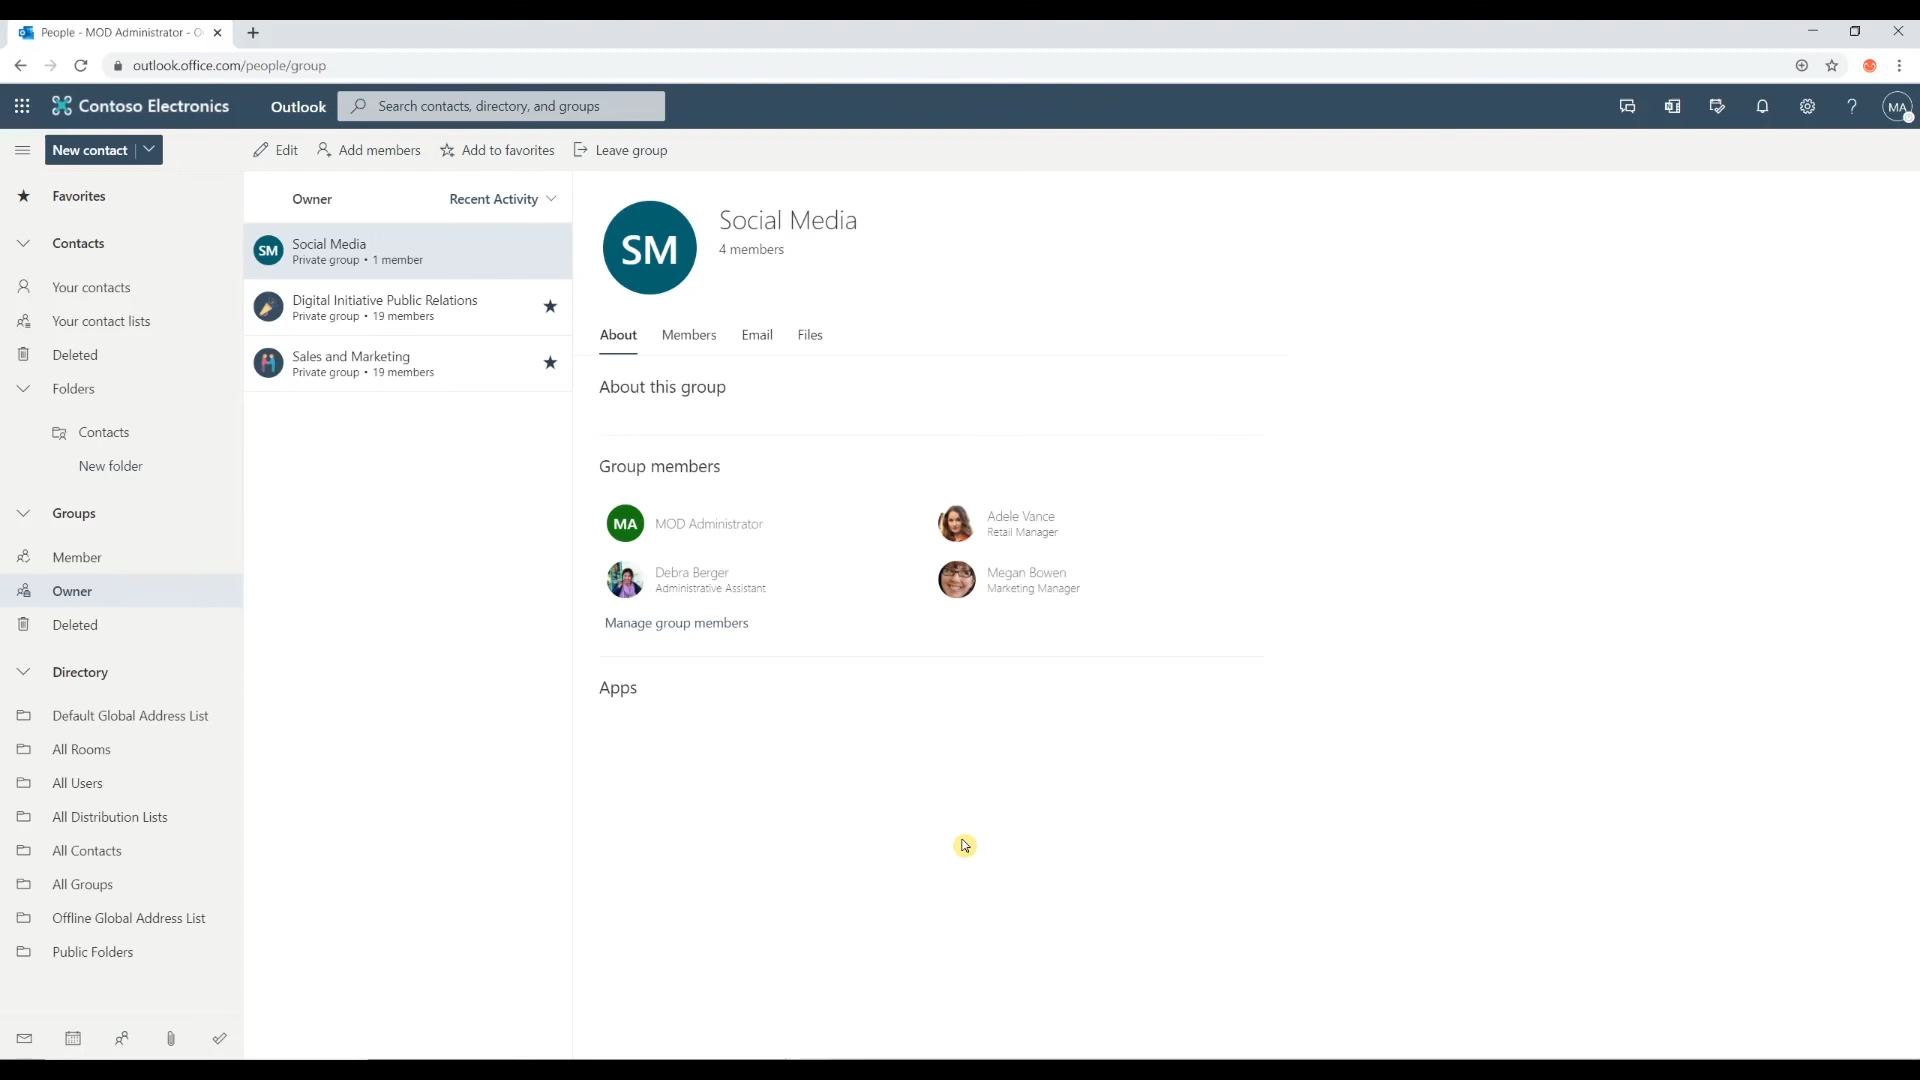 People - MOD Administrator - O
outlook.office.com/people/group
Contoso Electronics
Outlook
Search contacts, directory, and groups
MA
New contact
Edit
Add members
Add to favorites
Leave group
Favorites
Contacts
Your contacts
Your contact lists
Deleted
Folders
Contacts
New folder
Groups
Member
Owner
Deleted
Directory
Default Global Address List
All Rooms
All Users
All Distribution Lists
All Contacts
All Groups
Offline Global Address List
Public Folders
Owner
Recent Activity
SM
Social Media
Private group • 1 member
Digital Initiative Public Relations
Private group • 19 members
Sales and Marketing
Private group • 19 members
SM
Social Media
4 members
About
Members
Email
Files
About this group
Group members
MA
MOD Administrator
Adele Vance
Retail Manager
Debra Berger
Administrative Assistant
Megan Bowen
Marketing Manager
Manage group members
Apps